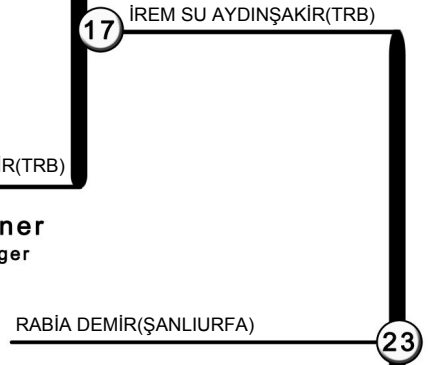 İREM SU AYDINŞAKİR(TRB)
17
İR(TRB)
ner
ger
RABİA DEMİR(ŞANLIURFA)
23